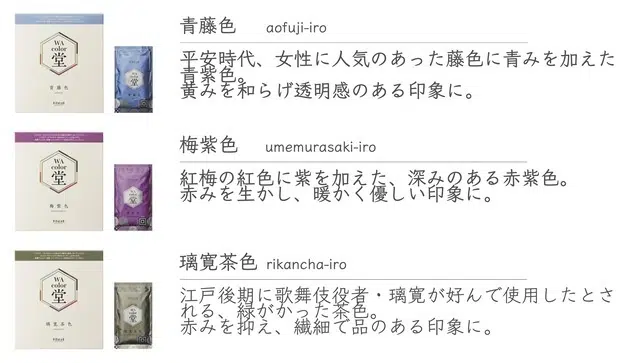 WA
color
堂
青藤色
青藤色 aofuji-iro
平安時代、女性に人気のあった藤色に青みを加えた
青紫色。
黄みを和らげ透明感のある印象に。
WA
color
堂
梅紫色
梅紫色 umemurasaki-iro
紅梅の紅色に紫を加えた、深みのある赤紫色。
赤みを生かし、暖かく優しい印象に。
WA
color
堂
璃寛茶色
璃寛茶色 rikancha-iro
江戸後期に歌舞伎役者・璃寛が好んで使用したとさ
れる、緑がかった茶色。
赤みを抑え、繊細で品のある印象に。